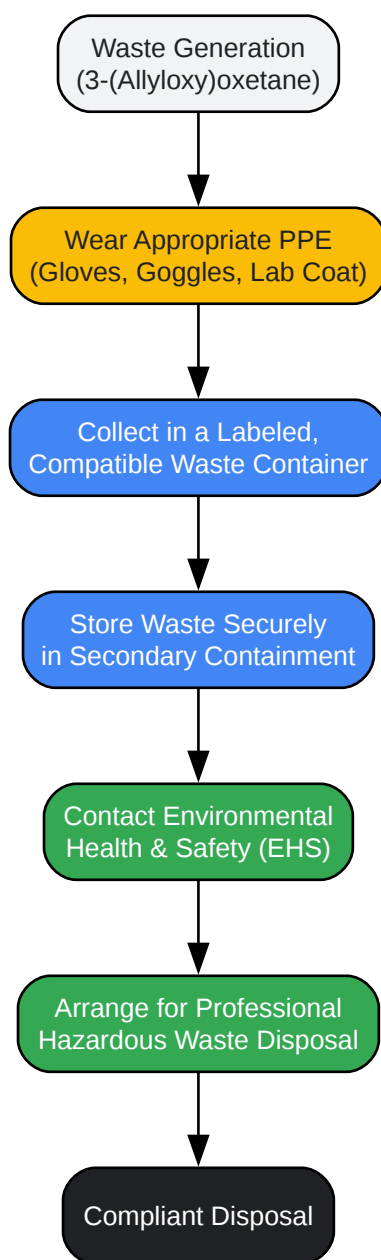 Waste Generation
(3-(Allyloxy)oxetane)
Wear Appropriate PPE
(Gloves, Goggles, Lab Coat)
Collect in a Labeled,
Compatible Waste Container
Store Waste Securely
in Secondary Containment
Contact Environmental
Health & Safety (EHS)
Arrange for Professional
Hazardous Waste Disposal
Compliant Disposal